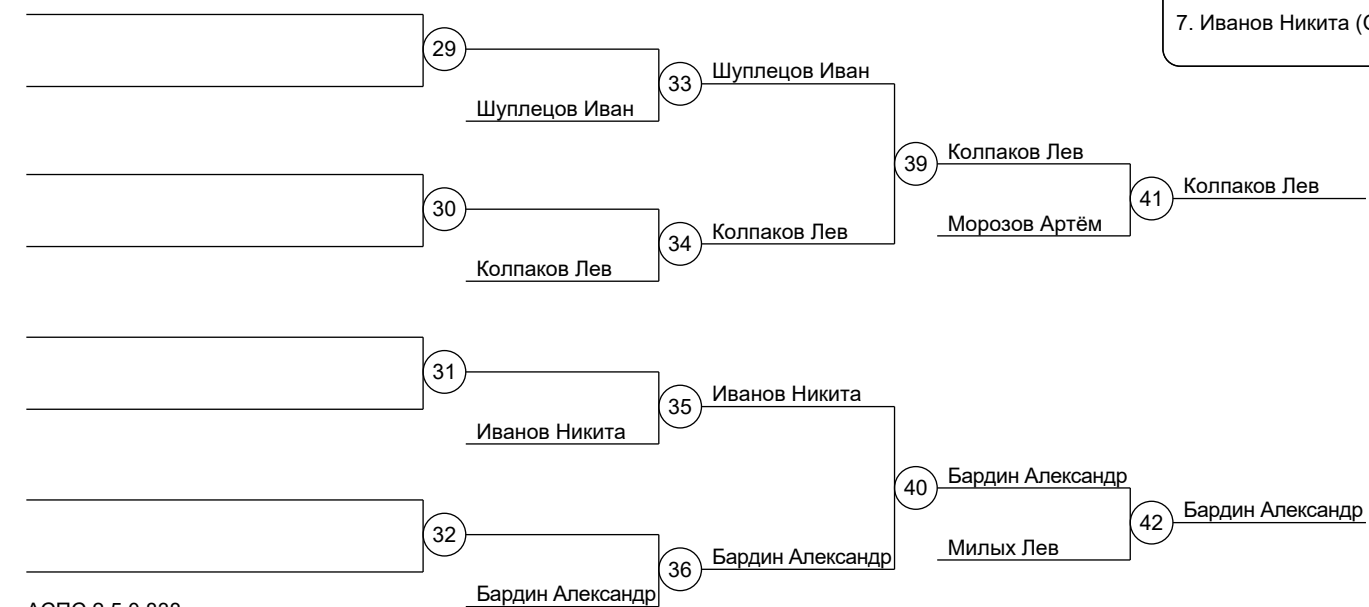 7. Иванов Никита
29
33
Шуплецов Иван
Шуплецов Иван
39
Колпаков Лев
30
34
Колпаков Лев
Колпаков Лев
Морозов Артём
41
Колпаков Лев
31
35
Иванов Никита
Иванов Никита
40
Бардин Александр
32
36
Бардин Александр
Бардин Александр
Милых Лев
42
Бардин Александр